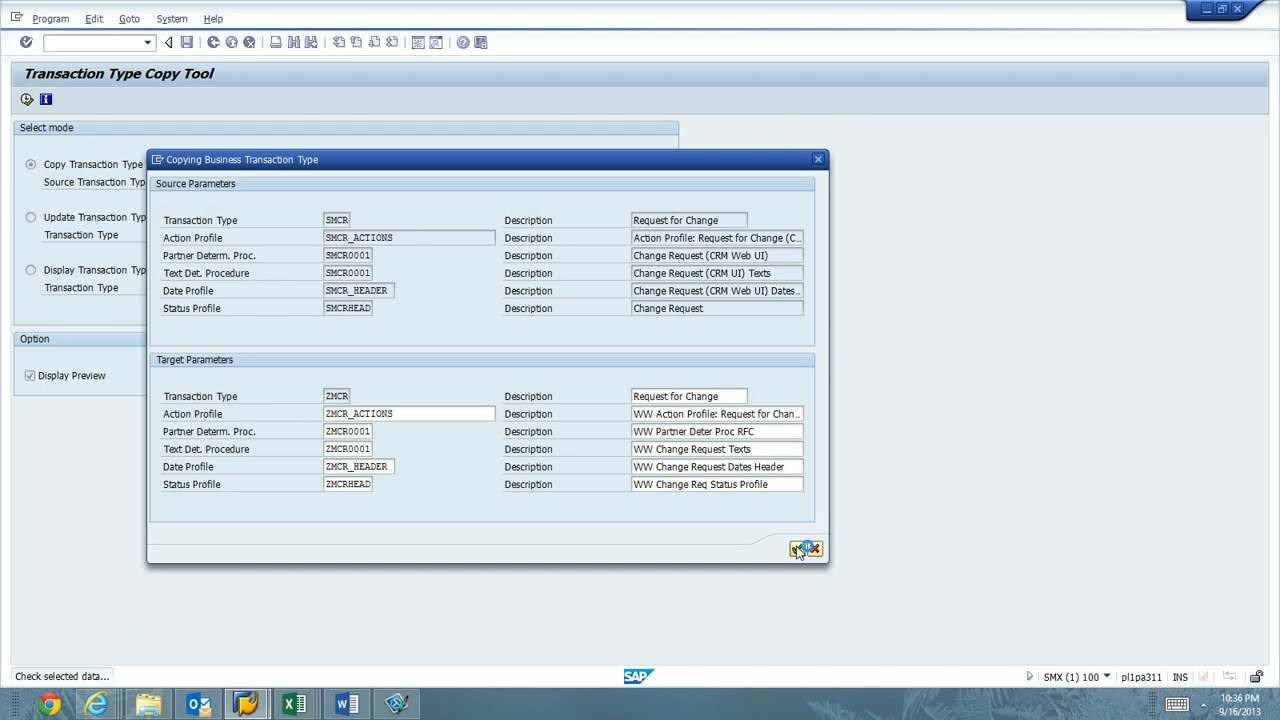 Program Edit Goto System Help
Transaction Type Copy Tool
Select mode
Copy Transaction Type
Source Transaction Typ
Update Transaction Typ
Transaction Type
Display Transaction Typ
Transaction Type
Option
Display Preview
Copying Business Transaction Type
Source Parameters
Transaction Type SMCR Description Request for Change
Action Profile SMCR_ACTIONS Description Action Profile: Request for Change (C..
Partner Determ. Proc. SMCR0001 Description Change Request (CRM Web UI)
Text Det. Procedure SMCR0001 Description Change Request (CRM UI) Texts
Date Profile SMCR_HEADER Description Change Request (CRM Web UI) Dates..
Status Profile SMCRHEAD Description Change Request
Target Parameters
Transaction Type ZMCR Description Request for Change
Action Profile ZMCR_ACTIONS Description WW Action Profile: Request for Chan..
Partner Determ. Proc. ZMCR0001 Description WW Partner Deter Proc RFC
Text Det. Procedure ZMCR0001 Description WW Change Request Texts
Date Profile ZMCR_HEADER Description WW Change Request Dates Header
Status Profile ZMCRHEAD Description WW Change Req Status Profile
Check selected data...
SAP
SMX (1) 100 pl1pa311 INS
10:36 PM
9/16/2013